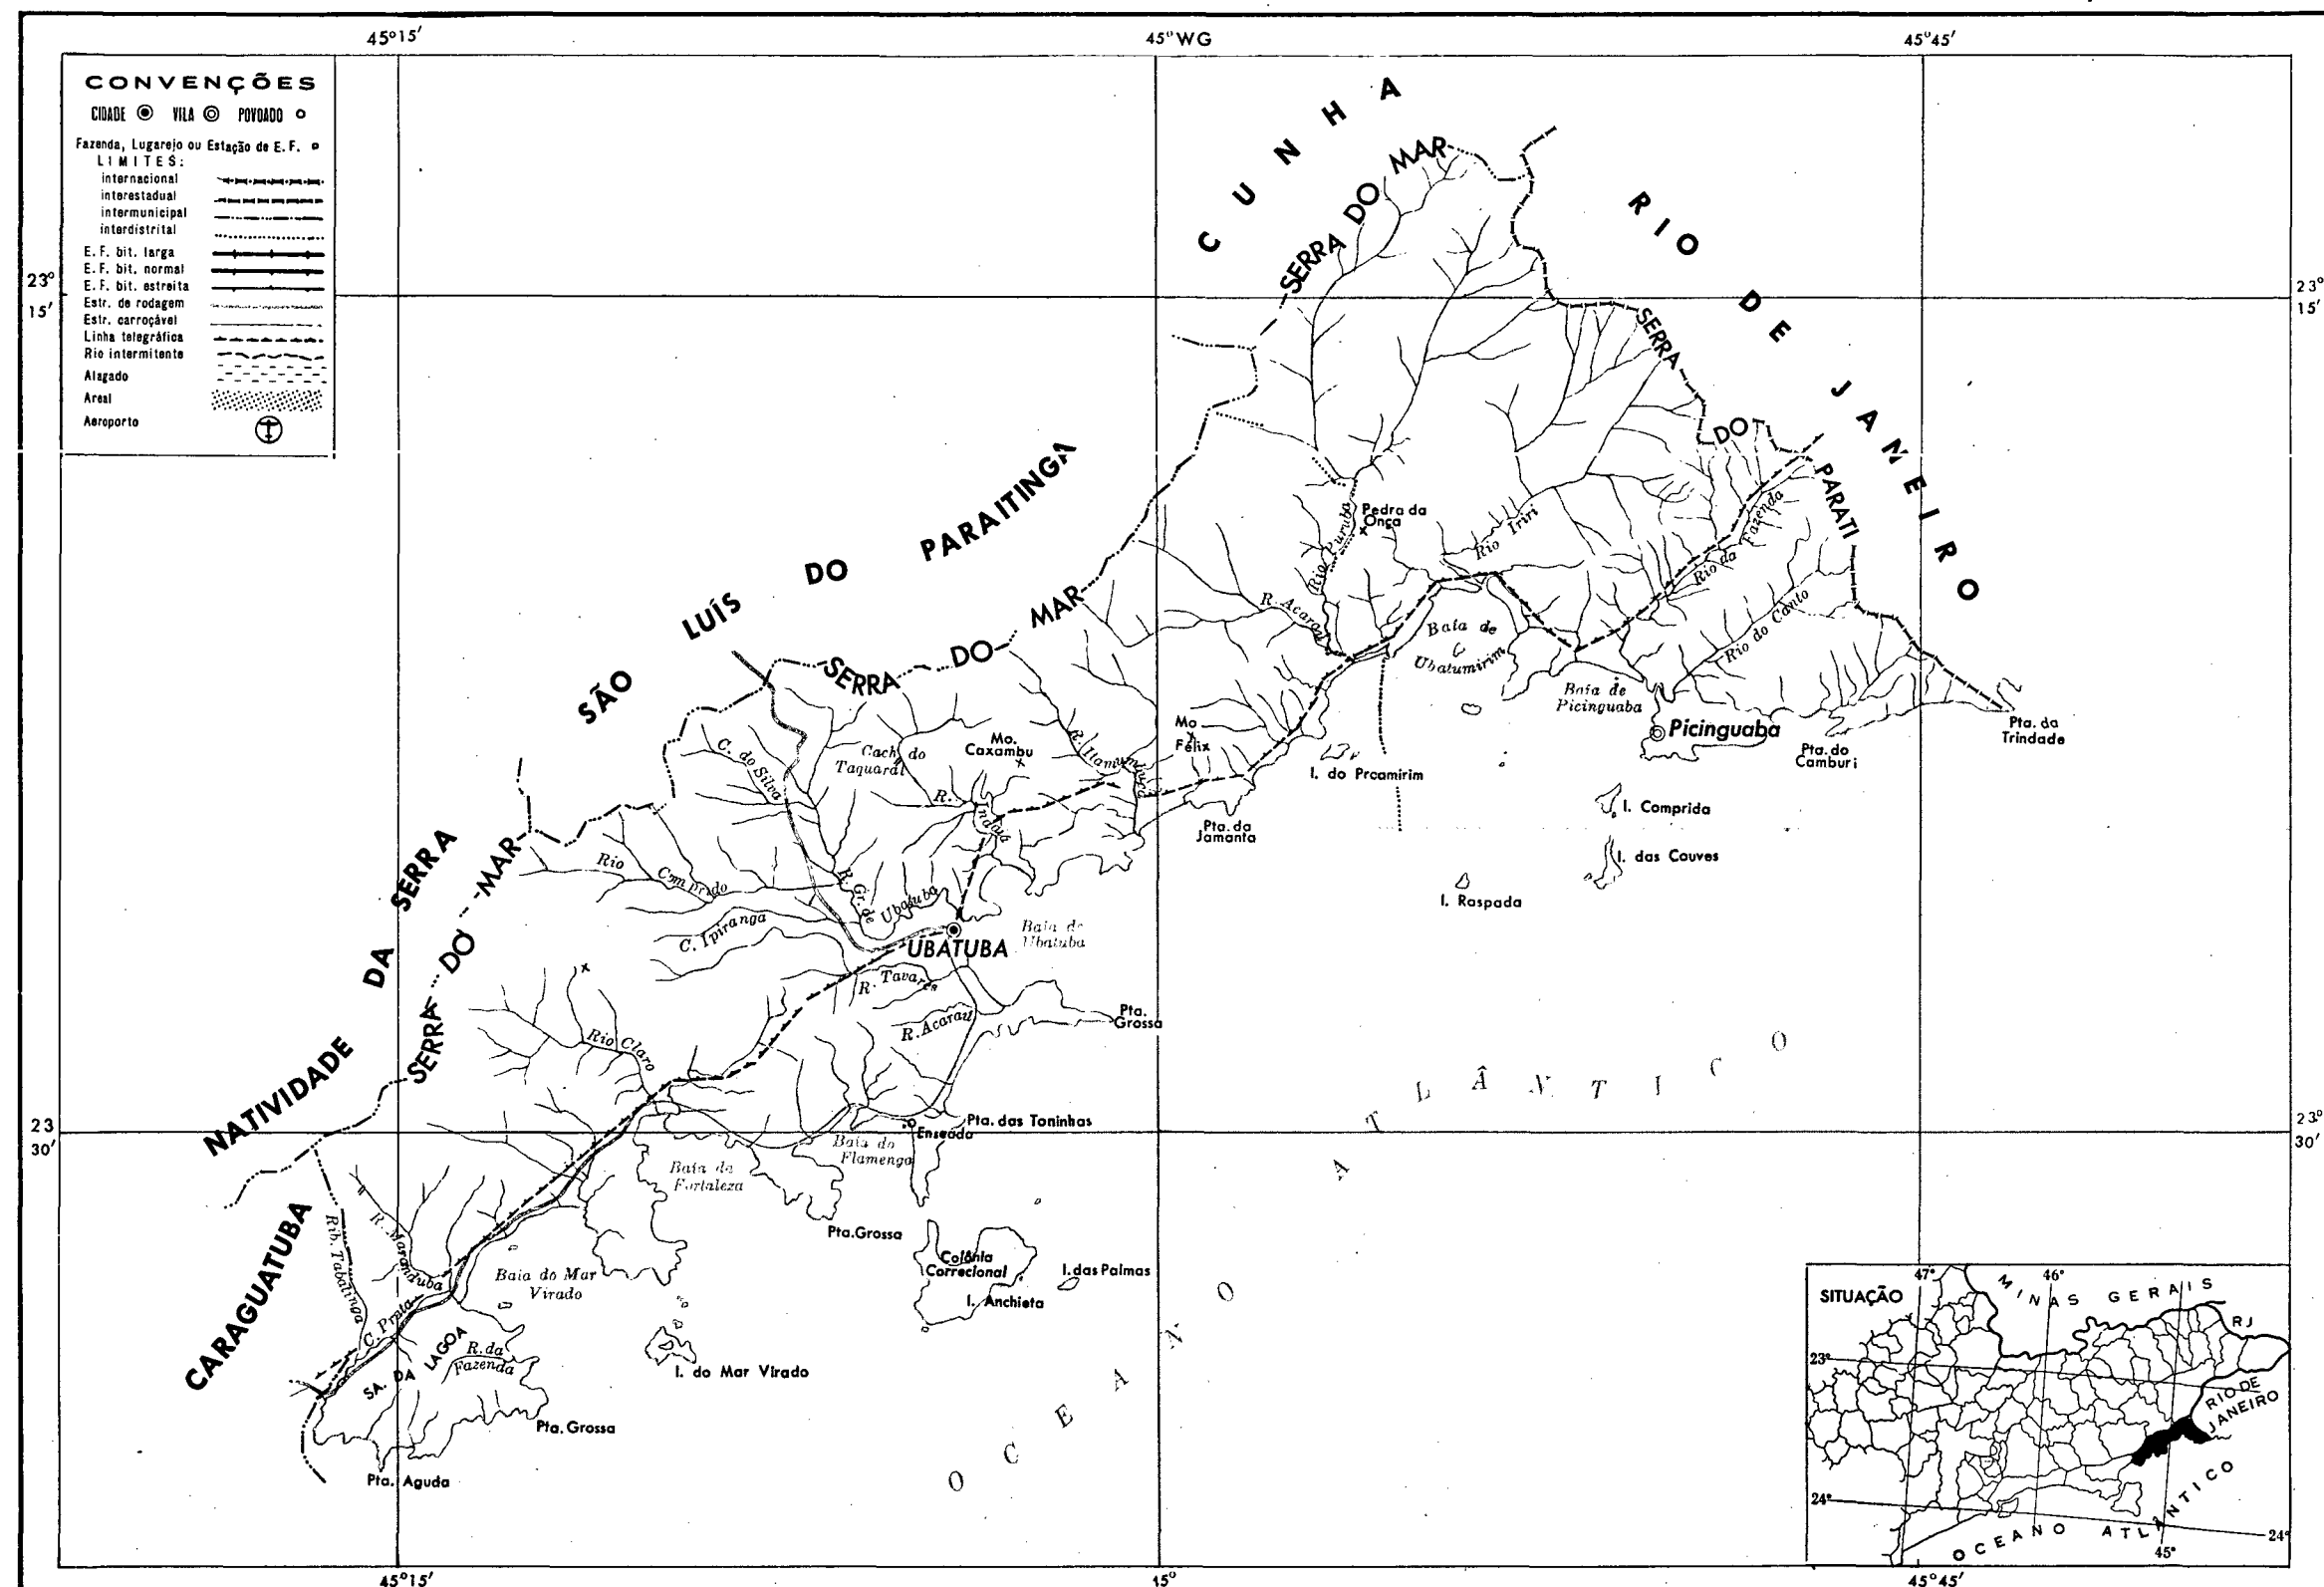 45°15′
45° WG
45°45′
CONVENÇÕES
CIDADE VILA POVOADO
Fazenda, Lugarejo ou Estação de E. F.
LIMITES:
internacional
interestadual
intermunicipal
interdistrital
E. F. bit. larga
E. F. bit. normal
E. F. bit. estreita
Estr. de rodagem
Estr. carroçável
Linha telegráfica
Rio intermitente
Alagado
Areal
Aeroporto
23°
15′
23°
15′
CUNHA
RIO DE JANEIRO
SERRA DO MAR
SERRA DO PARATI
SÃO LUÍS DO PARAITINGA
SERRA DO MAR
NATIVIDADE DA SERRA
SERRA DO MAR
CARAGUATUBA
Pedra da
Onça
Rio Puruba
Rio Iriri
Rio da Fazenda
Rio do Canto
R. Acaraú
Baía de
Ubatumirim
Baía de
Picinguaba
Picinguaba
Pta. do
Camburi
Pta. da
Trindade
Mo
Félix
I. do Prcamirim
Pta. da
Jamanta
I. Comprida
I. das Couves
I. Raspada
C. do Silva
Cach. do
Taquaral
Mo.
Caxambu
R. Itamumbuca
R. Indaiá
Rio Comprido
R. Gr. de Ubatuba
C. Ipiranga
UBATUBA
Baía de
Ubatuba
R. Tavares
R. Acaraú
Pta.
Grossa
Rio Claro
Pta. das Toninhas
Enseada
Baía do
Flamengo
Baía da
Fortaleza
Pta. Grossa
Colônia
Correcional
I. Anchieta
I. das Palmas
R. Maranduba
Rib. Tabatinga
C. Prata
Baía do Mar
Virado
SA. DA LAGOA
R. da
Fazenda
I. do Mar Virado
Pta. Grossa
Pta. Aguda
OCEANO ATLÂNTICO
23
30′
23°
30′
SITUAÇÃO
47°
46°
MINAS GERAIS
RJ
23°
RIO DE
JANEIRO
24°
24°
45°
OCEANO ATLÂNTICO
45°15′
45°
45°45′